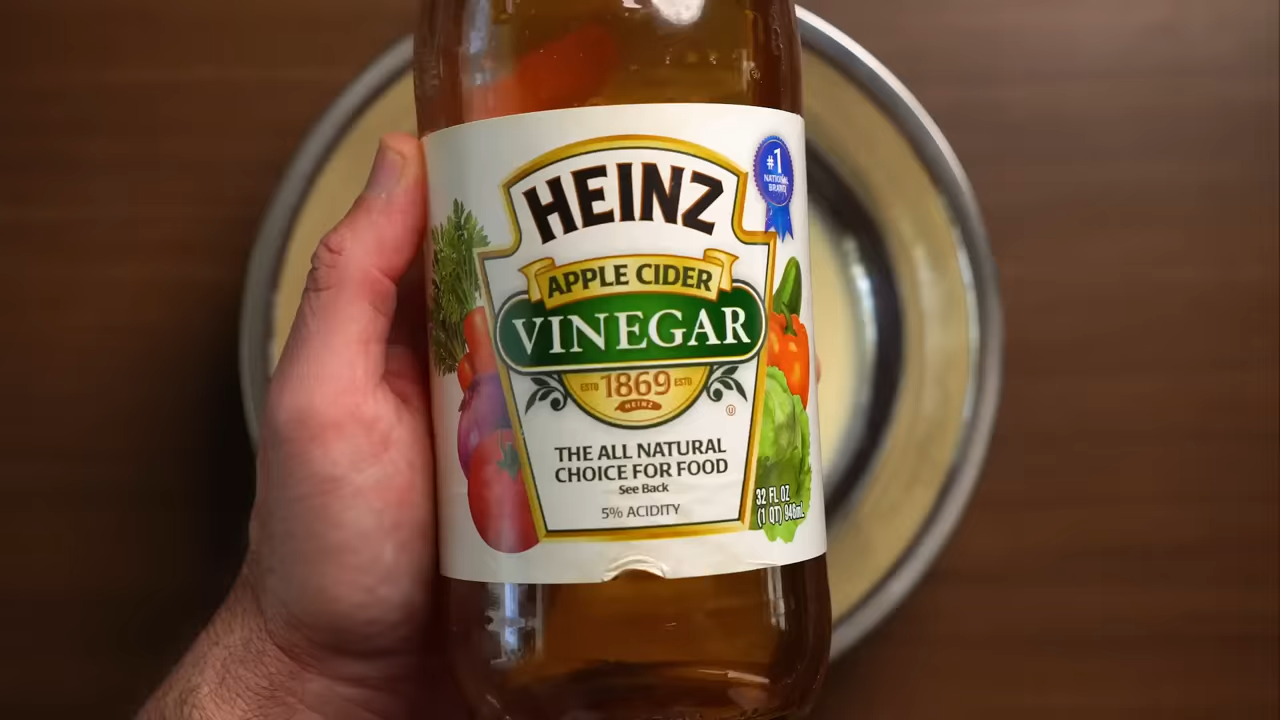 HEINZ
#1
NATIONAL
BRAND
APPLE CIDER
VINEGAR
ESTD 1869 ESTD
HEINZ
THE ALL NATURAL
CHOICE FOR FOOD
See Back
5% ACIDITY
32 FL OZ
(1 QT) 946mL